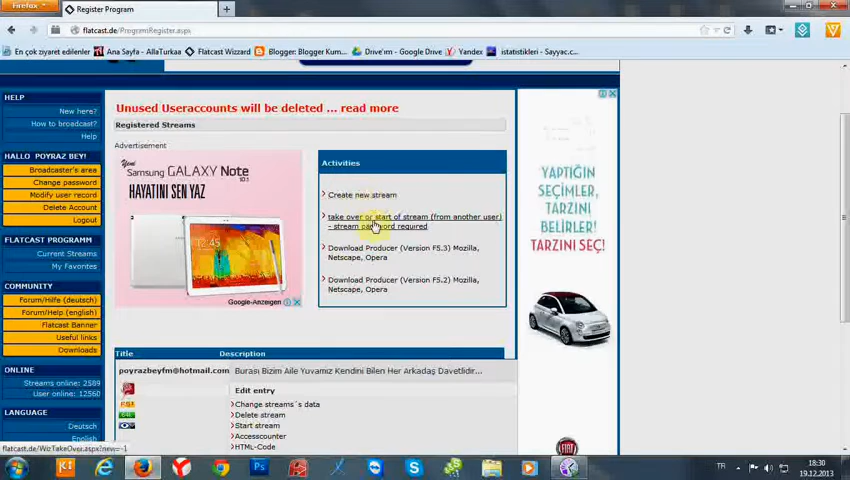 Firefox
Register Program
flatcast.de/ProgramRegister.aspx
En çok ziyaret edilenler
Ana Sayfa - AllaTurkaa
Flatcast Wizzard
Blogger: Blogger Kum...
Drive'ım - Google Drive
Yandex
istatistikleri - Sayyac.c...
Unused Useraccounts will be deleted ... read more
Registered Streams
Advertisement
Yeni
Samsung GALAXY Note 10.1
HAYATINI SEN YAZ
12:45
Google-Anzeigen
Activities
Create new stream
take over or start of stream (from another user)
- stream password required
Download Producer (Version F5.3) Mozilla,
Netscape, Opera
Download Producer (Version F5.2) Mozilla,
Netscape, Opera
HELP
New here?
How to broadcast?
Help
HALLO POYRAZ BEY!
Broadcaster's area
Change password
Modify user record
Delete Account
Logout
FLATCAST PROGRAMM
Current Streams
My Favorites
COMMUNITY
Forum/Hilfe (deutsch)
Forum/Help (english)
Flatcast Banner
Useful links
Downloads
ONLINE
Streams online: 2589
User online: 12560
LANGUAGE
Deutsch
English
Title
Description
poyrazbeyfm@hotmail.com
Burası Bizim Aile Yuvamız Kendini Bilen Her Arkadaş Davetlidir...
Edit entry
Change streams´s data
Delete stream
Start stream
Accesscounter
HTML-Code
YAPTIĞIN
SEÇİMLER,
TARZINI
BELİRLER!
TARZINI SEÇ!
flatcast.de/WizTakeOver.aspx?new=-1
TR
18:30
19.12.2013